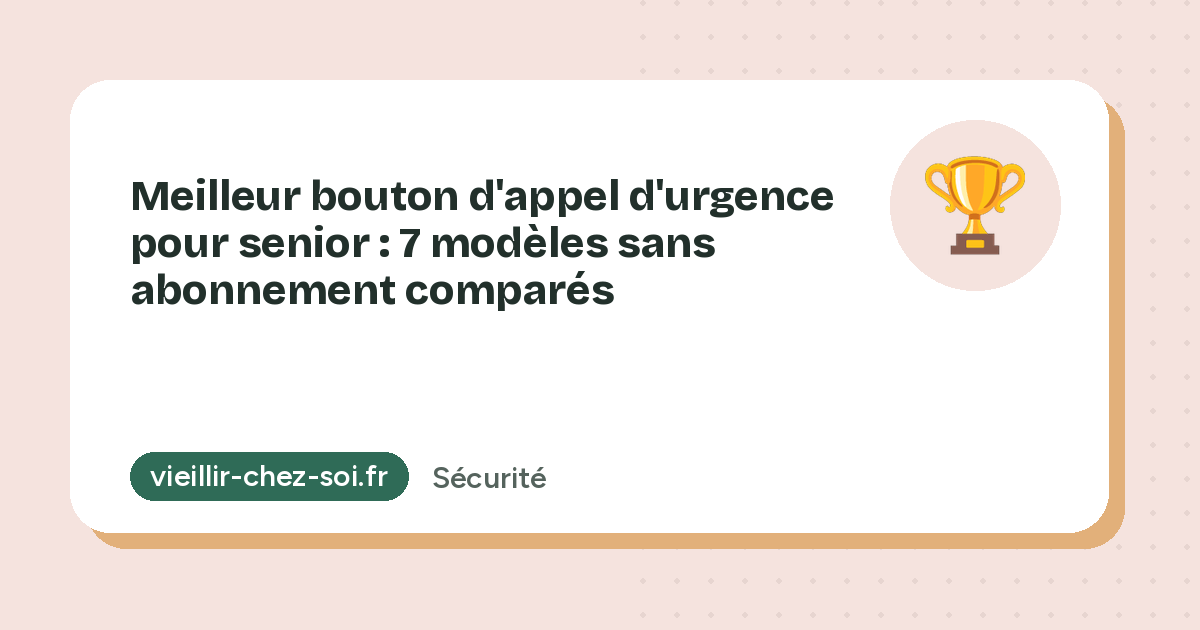 Meilleur bouton d'appel d'urgence
pour senior : 7 modèles sans
abonnement comparés
vieillir-chez-soi.fr Sécurité